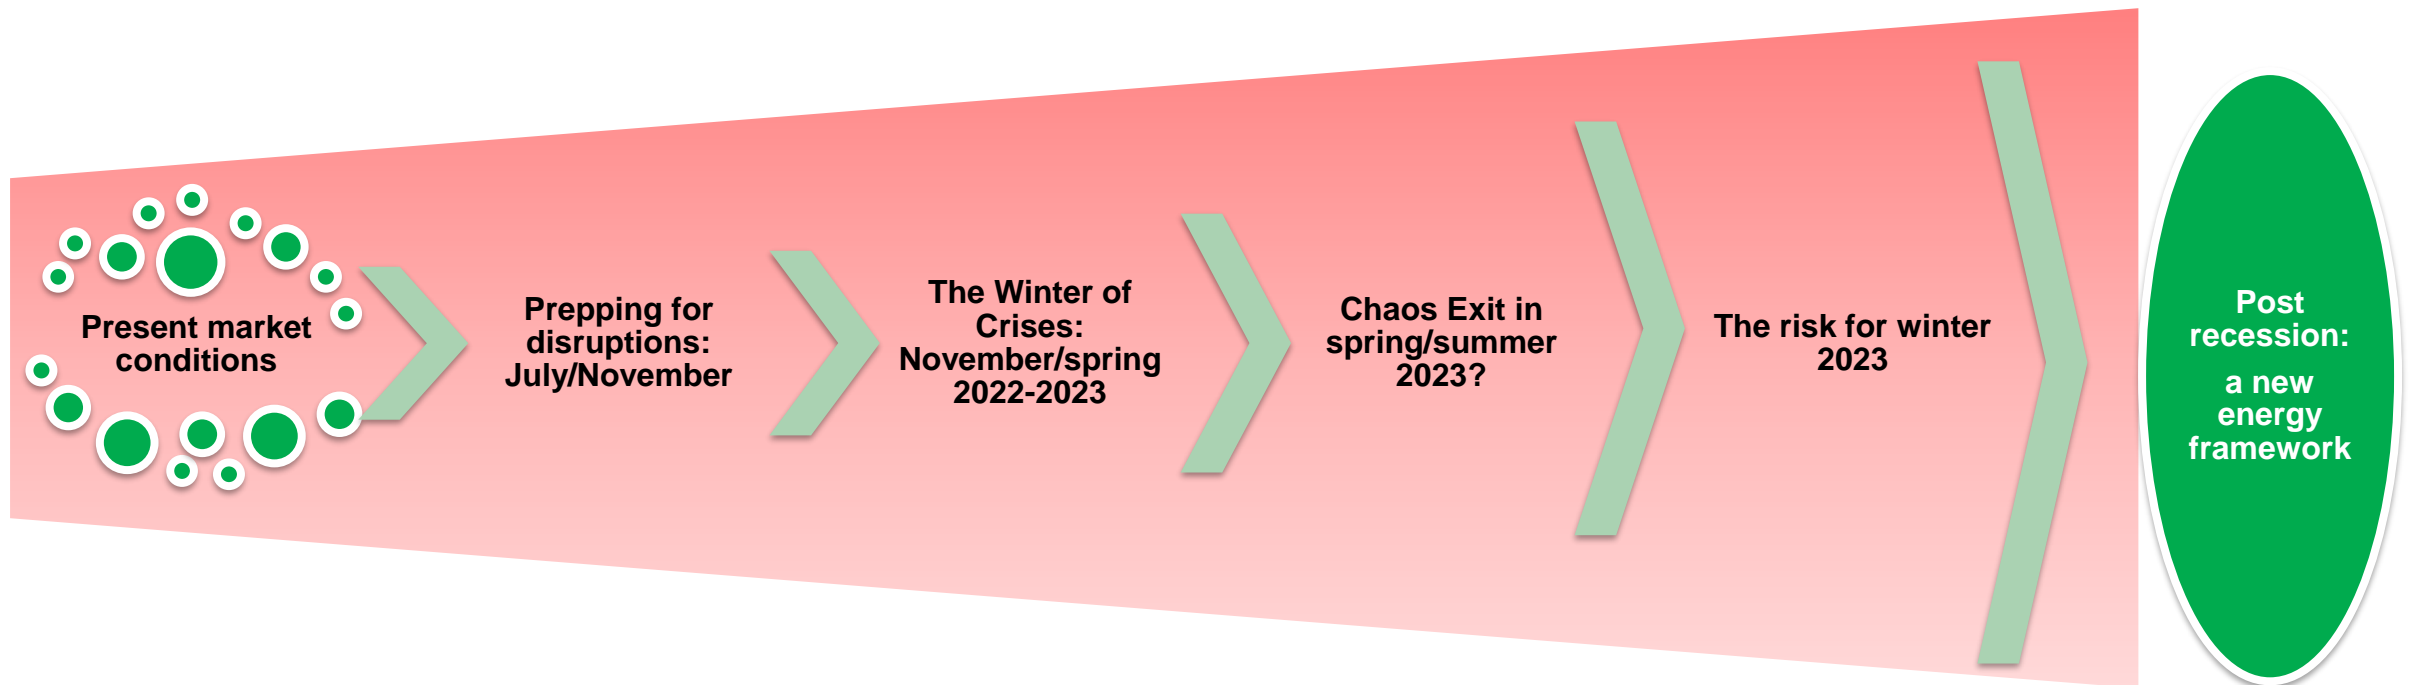 Present market
conditions
Prepping for
disruptions:
July/November
The Winter of
Crises:
November/spring
2022-2023
Chaos Exit in
spring/summer
2023?
The risk for winter
2023
Post
recession:
a new
energy
framework